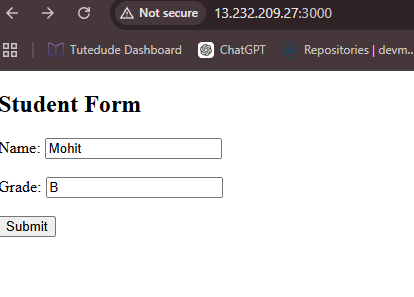 Not secure 13.232.209.27:3000
Tutedude Dashboard ChatGPT Repositories | devm...
Student Form
Name: Mohit
Grade: B
Submit